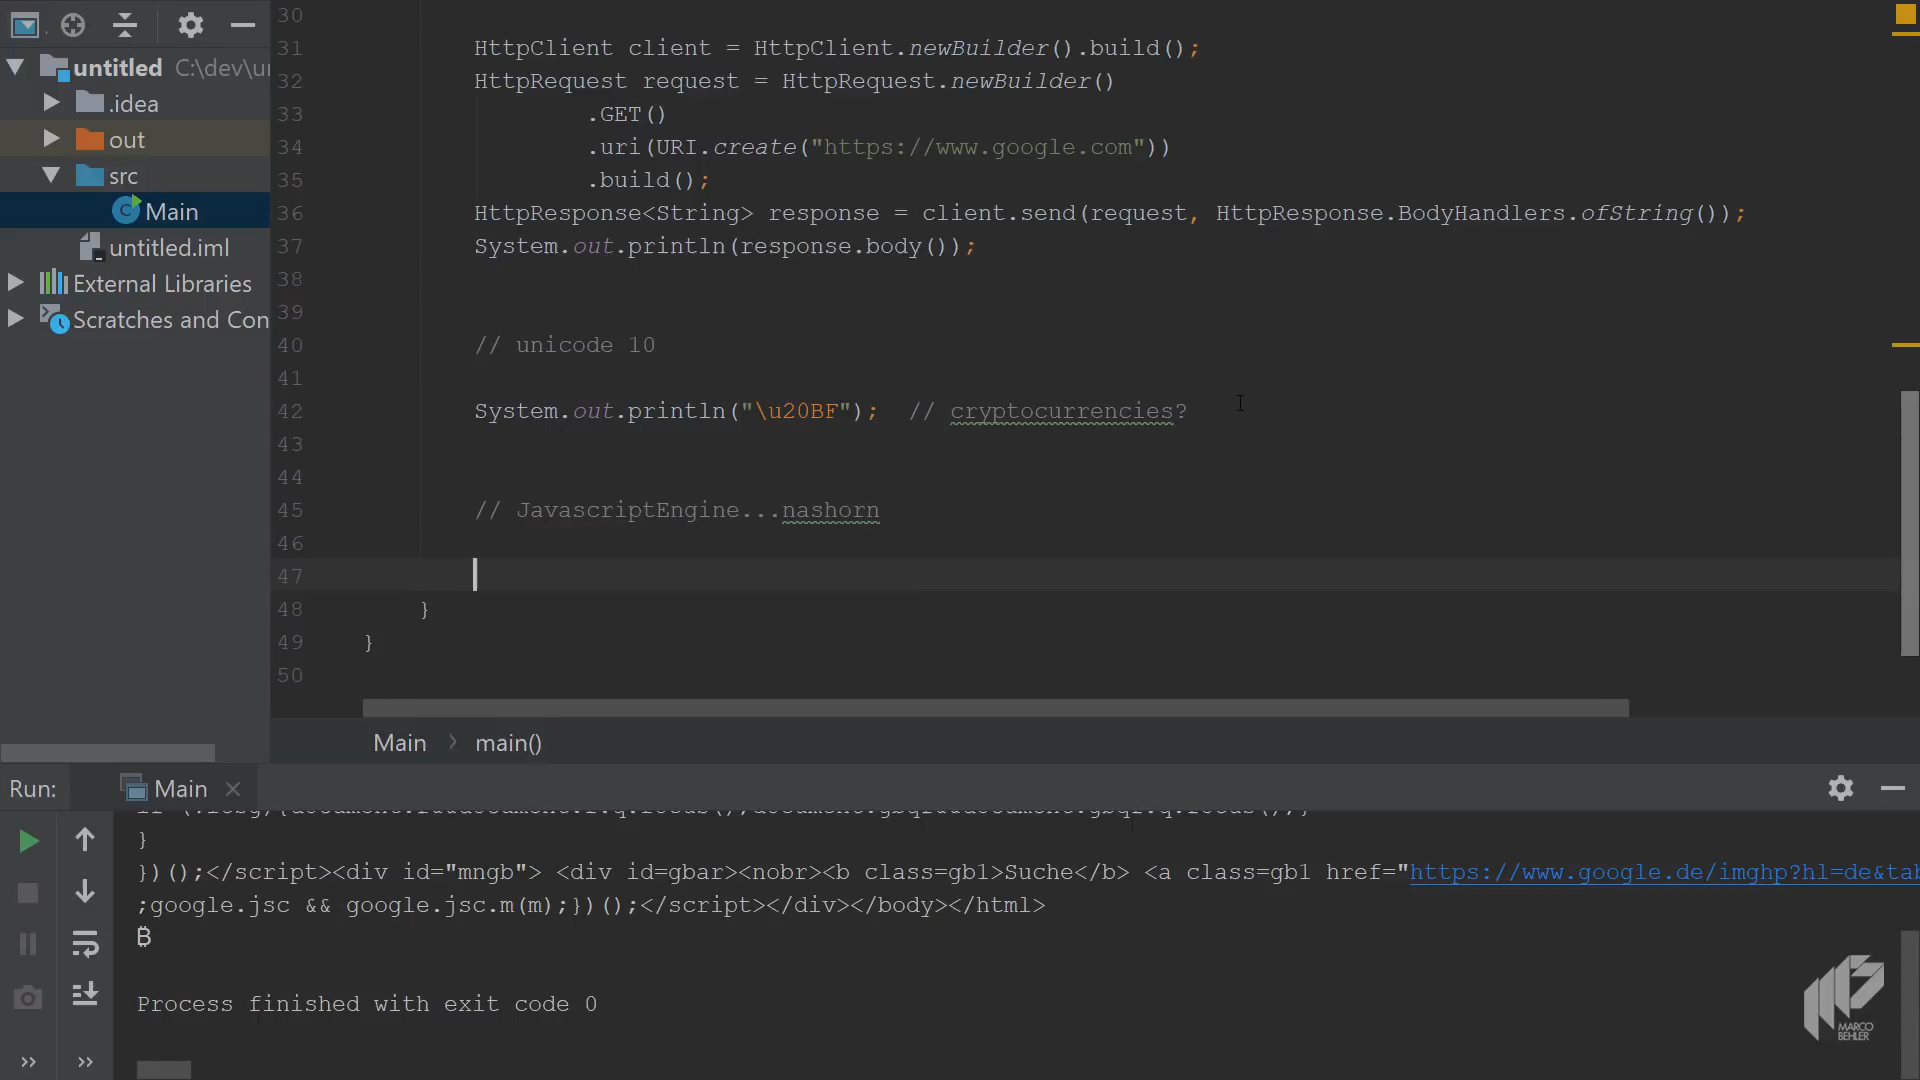 untitled C:\dev\
.idea
out
src
Main
untitled.iml
External Libraries
Scratches and Con
30
31 HttpClient client = HttpClient.newBuilder().build();
32 HttpRequest request = HttpRequest.newBuilder()
33 .GET()
34 .uri(URI.create("https://www.google.com"))
35 .build();
36 HttpResponse<String> response = client.send(request, HttpResponse.BodyHandlers.ofString());
37 System.out.println(response.body());
38
39
40 // unicode 10
41
42 System.out.println("\u20BF"); // cryptocurrencies?
43
44
45 // JavascriptEngine...nashorn
46
47
48 }
49 }
50
Main > main()
Run: Main ×
}
})();</script><div id="mngb"> <div id=gbar><nobr><b class=gb1>Suche</b> <a class=gb1 href="https://www.google.de/imghp?hl=de&tab
;google.jsc && google.jsc.m(m);})();</script></div></body></html>
₿
Process finished with exit code 0
MARCO
BEHLER